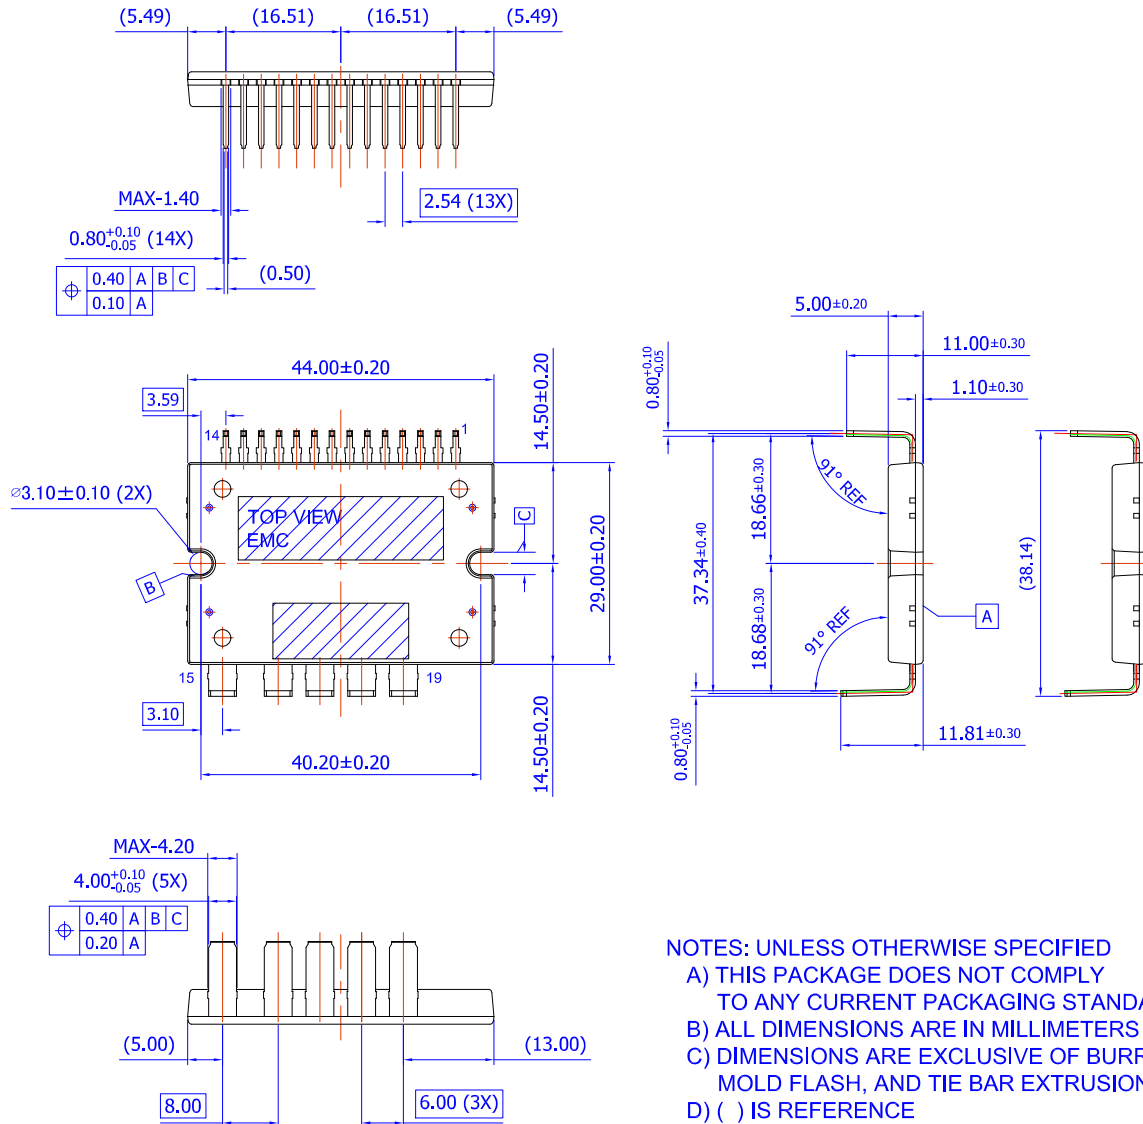 (5.49) (16.51) (16.51) (5.49)
MAX-1.40
2.54 (13X)
0.80+0.10-0.05 (14X)
0.40 A B C
0.10 A
(0.50)
5.00±0.20
11.00±0.30
1.10±0.30
0.80+0.10-0.05
44.00±0.20
3.59
14.50±0.20
14
1
⌀3.10±0.10 (2X)
TOP VIEW
EMC
C
B
91° REF
18.66±0.30
37.34±0.40
29.00±0.20
(38.14)
A
18.68±0.30
91° REF
15
19
3.10
40.20±0.20
14.50±0.20
0.80+0.10-0.05
11.81±0.30
MAX-4.20
4.00+0.10-0.05 (5X)
0.40 A B C
0.20 A
(5.00)
(13.00)
8.00
6.00 (3X)
NOTES: UNLESS OTHERWISE SPECIFIED
A) THIS PACKAGE DOES NOT COMPLY
TO ANY CURRENT PACKAGING STANDA
B) ALL DIMENSIONS ARE IN MILLIMETERS
C) DIMENSIONS ARE EXCLUSIVE OF BURR
MOLD FLASH, AND TIE BAR EXTRUSION
D) ( ) IS REFERENCE